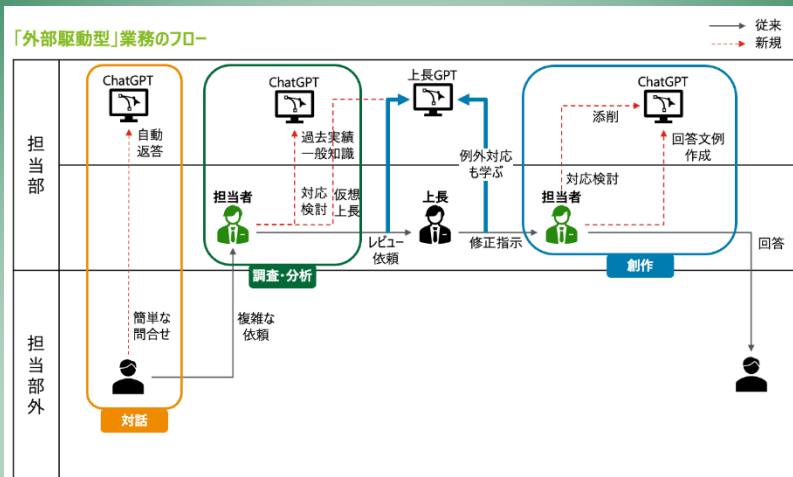 「外部駆動型」業務のフロー
従来
新規
担当部
ChatGPT
自動
返答
ChatGPT
過去実績
一般知識
上長GPT
例外対応
も学ぶ
ChatGPT
添削
回答文例
作成
担当者
対応
検討
仮想
上長
上長
対応検討
担当者
レビュー
依頼
修正指示
回答
調査・分析
創作
担当部外
簡単な
問合せ
複雑な
依頼
対話